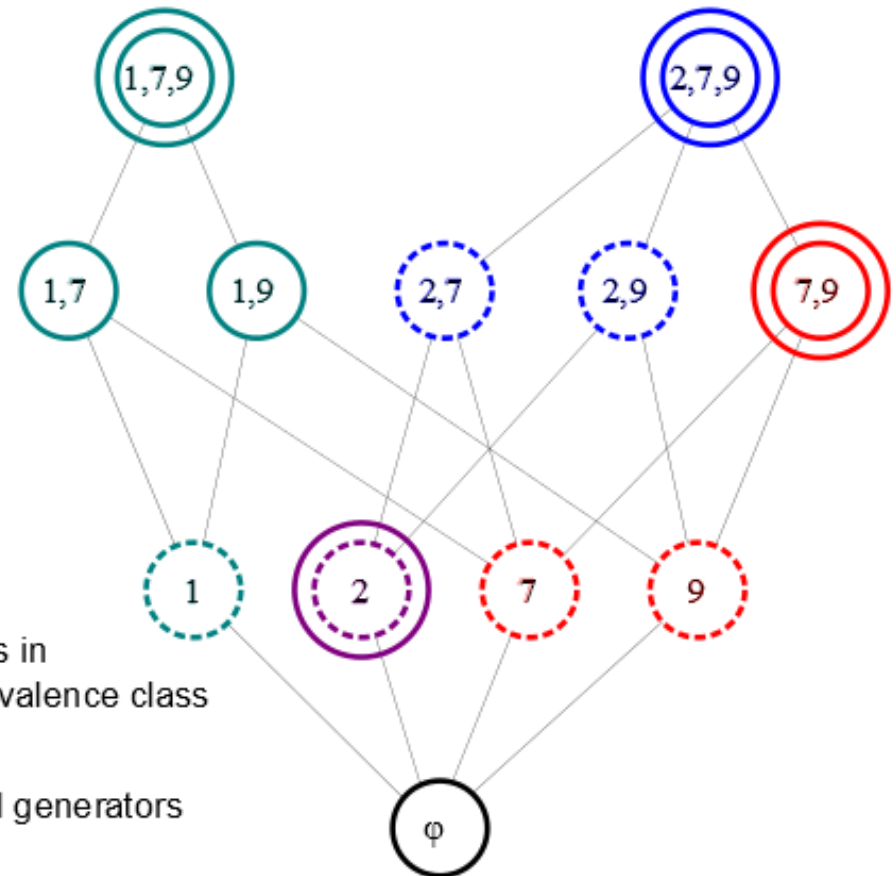 1,7,9
2,7,9
1,7
1,9
2,7
2,9
7,9
1
2
7
9
s in
valence class
generators
φ